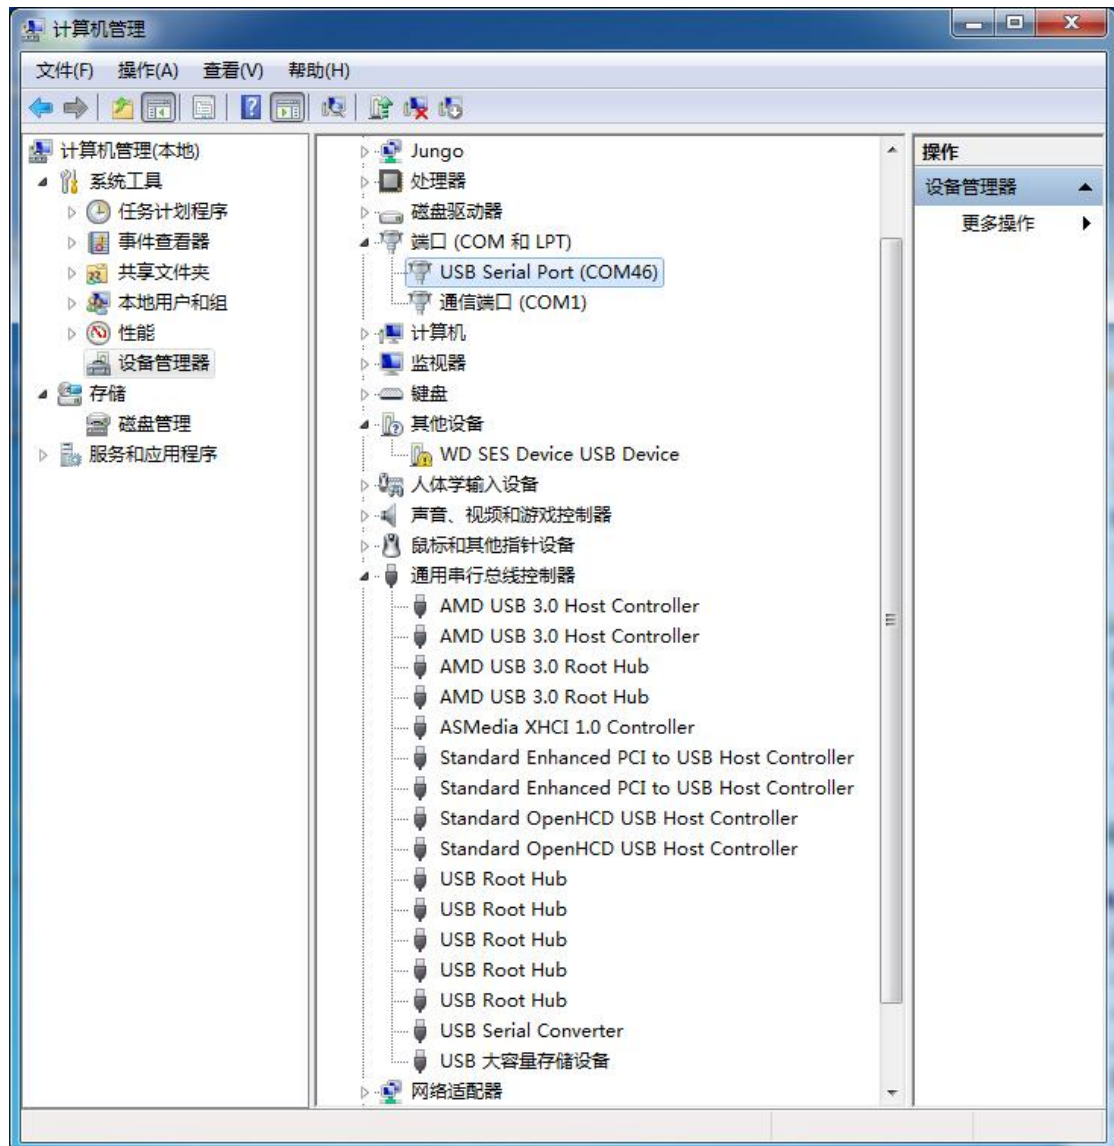 计算机管理
文件(F) 操作(A) 查看(V) 帮助(H)
计算机管理(本地)
系统工具
任务计划程序
事件查看器
共享文件夹
本地用户和组
性能
设备管理器
存储
磁盘管理
服务和应用程序
Jungo
处理器
磁盘驱动器
端口 (COM 和 LPT)
USB Serial Port (COM46)
通信端口 (COM1)
计算机
监视器
键盘
其他设备
WD SES Device USB Device
人体学输入设备
声音、视频和游戏控制器
鼠标和其他指针设备
通用串行总线控制器
AMD USB 3.0 Host Controller
AMD USB 3.0 Host Controller
AMD USB 3.0 Root Hub
AMD USB 3.0 Root Hub
ASMedia XHCI 1.0 Controller
Standard Enhanced PCI to USB Host Controller
Standard Enhanced PCI to USB Host Controller
Standard OpenHCD USB Host Controller
Standard OpenHCD USB Host Controller
USB Root Hub
USB Root Hub
USB Root Hub
USB Root Hub
USB Root Hub
USB Serial Converter
USB 大容量存储设备
网络适配器
操作
设备管理器
更多操作